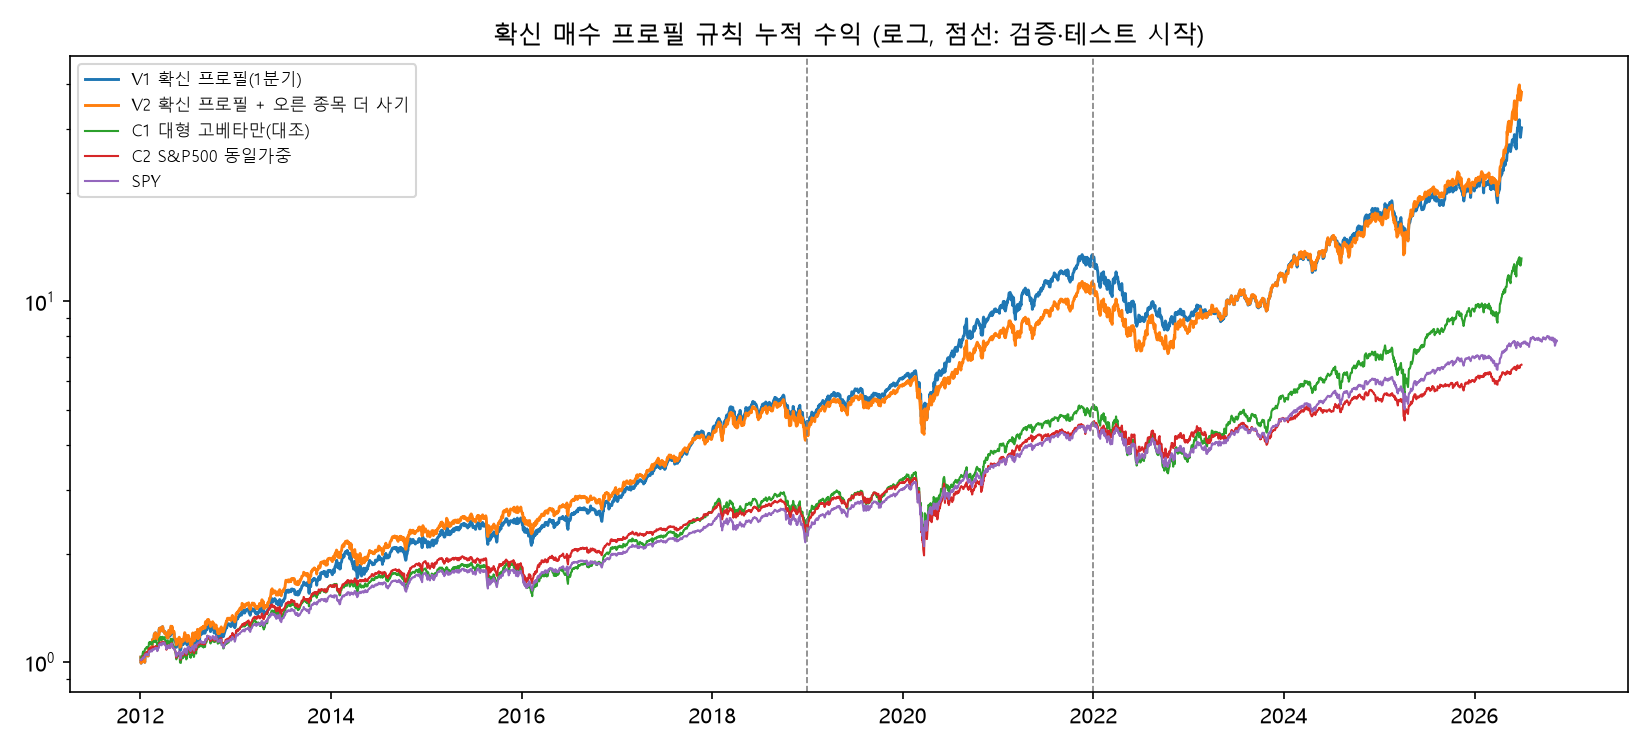 확신 매수 프로필 규칙 누적 수익 (로그, 점선: 검증·테스트 시작)
V1 확신 프로필(1분기)
V2 확신 프로필 + 오른 종목 더 사기
C1 대형 고베타만(대조)
C2 S&P500 동일가중
SPY
10¹
10⁰
2012 2014 2016 2018 2020 2022 2024 2026